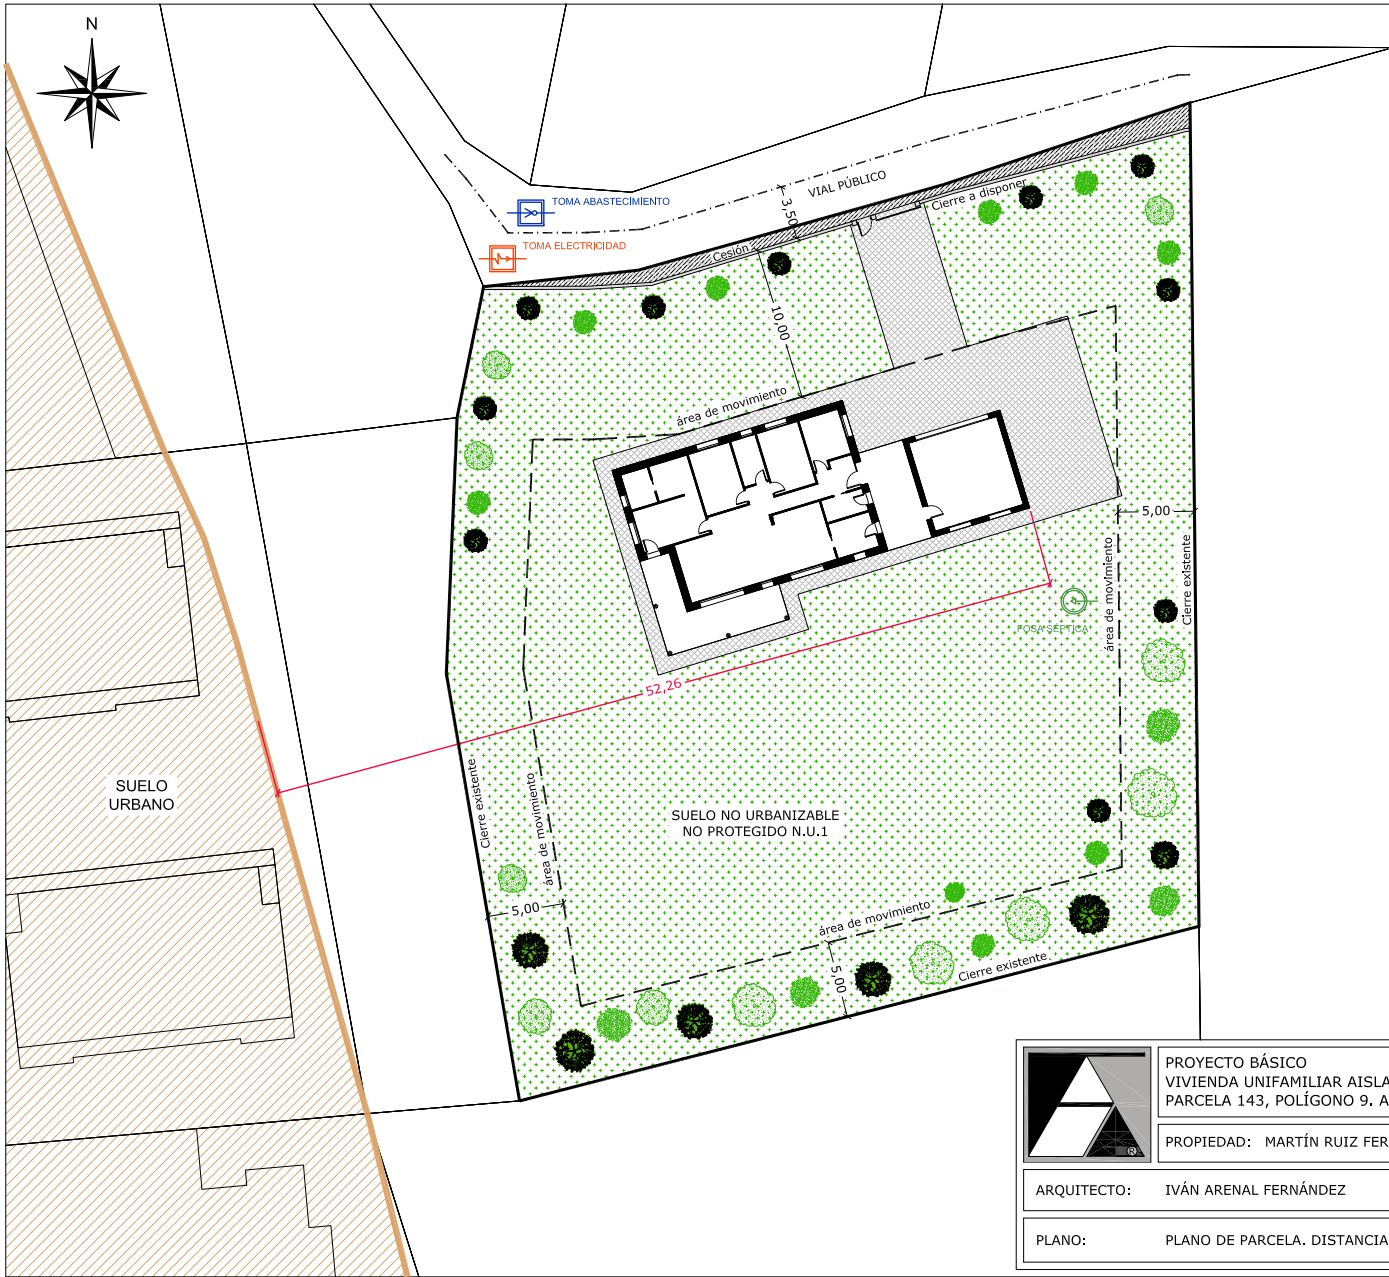 N
TOMA ABASTECIMIENTO
TOMA ELECTRICIDAD
VIAL PÚBLICO
3,50
Cierre a disponer
Cesión
10,00
área de movimiento
5,00
área de movimiento
Cierre existente
FOSA SÉPTICA
52,26
SUELO
URBANO
SUELO NO URBANIZABLE
NO PROTEGIDO N.U.1
Cierre existente
área de movimiento
5,00
área de movimiento
5,00
Cierre existente
PROYECTO BÁSICO
VIVIENDA UNIFAMILIAR AISLA
PARCELA 143, POLÍGONO 9. A
PROPIEDAD: MARTÍN RUIZ FER
ARQUITECTO: IVÁN ARENAL FERNÁNDEZ
PLANO: PLANO DE PARCELA. DISTANCIA
®